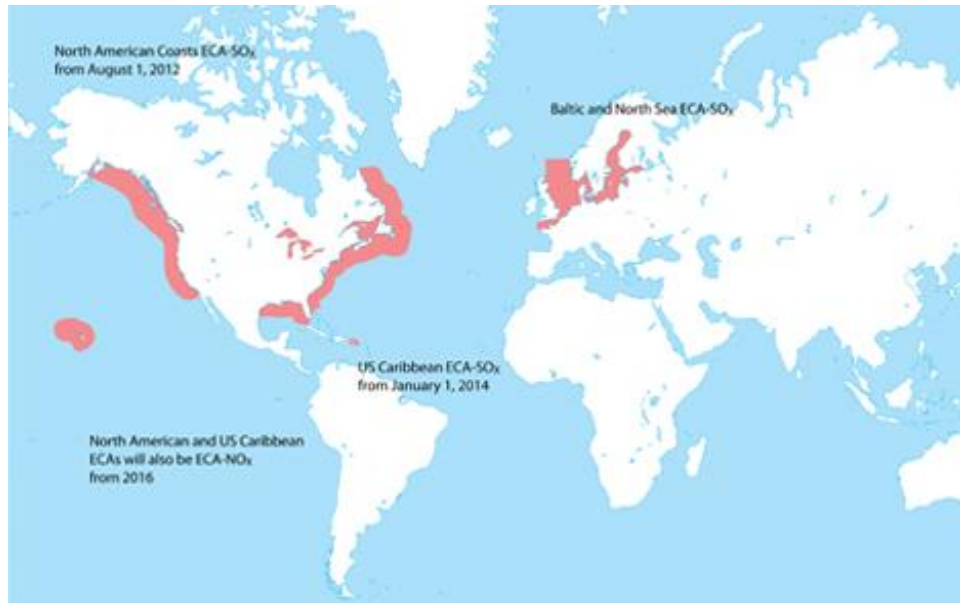 North American Coasts ECA-SOx
from August 1, 2012
Baltic and North Sea ECA-SOx
US Caribbean ECA-SOx
from January 1, 2014
North American and US Caribbean
ECAs will also be ECA-NOx
from 2016